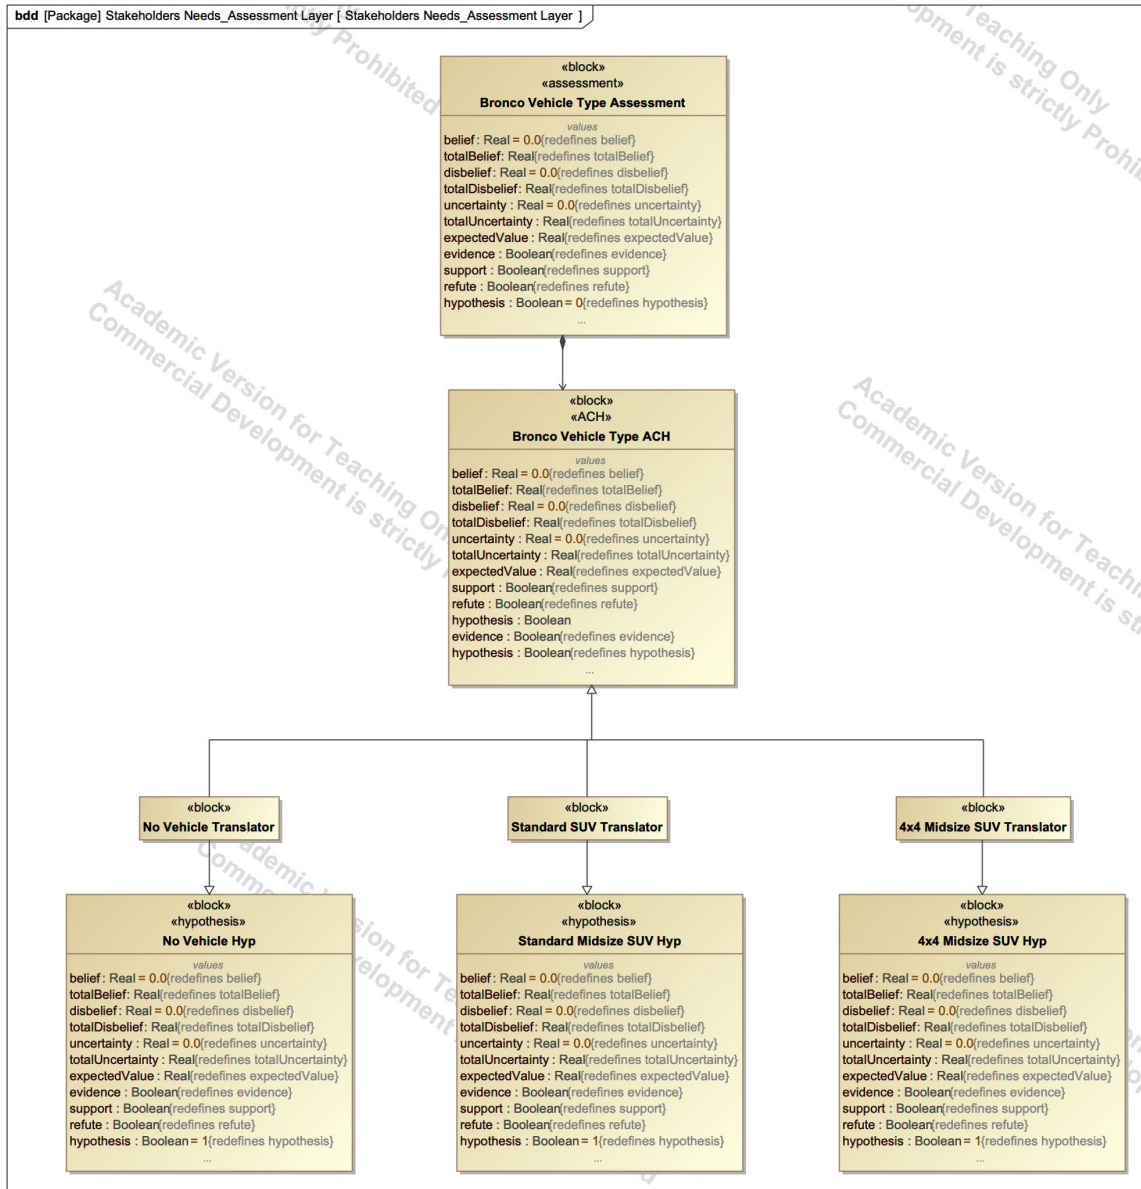 bdd [Package] Stakeholders Needs_Assessment Layer [ Stakeholders Needs_Assessment Layer ]
«block»
«assessment»
Bronco Vehicle Type Assessment
values
belief : Real = 0.0{redefines belief}
totalBelief : Real{redefines totalBelief}
disbelief : Real = 0.0{redefines disbelief}
totalDisbelief : Real{redefines totalDisbelief}
uncertainty : Real = 0.0{redefines uncertainty}
totalUncertainty : Real{redefines totalUncertainty}
expectedValue : Real{redefines expectedValue}
evidence : Boolean{redefines evidence}
support : Boolean{redefines support}
refute : Boolean{redefines refute}
hypothesis : Boolean = 0{redefines hypothesis}
...
«block»
«ACH»
Bronco Vehicle Type ACH
values
belief : Real = 0.0{redefines belief}
totalBelief : Real{redefines totalBelief}
disbelief : Real = 0.0{redefines disbelief}
totalDisbelief : Real{redefines totalDisbelief}
uncertainty : Real = 0.0{redefines uncertainty}
totalUncertainty : Real{redefines totalUncertainty}
expectedValue : Real{redefines expectedValue}
support : Boolean{redefines support}
refute : Boolean{redefines refute}
hypothesis : Boolean
evidence : Boolean{redefines evidence}
hypothesis : Boolean{redefines hypothesis}
...
«block»
No Vehicle Translator
«block»
Standard SUV Translator
«block»
4x4 Midsize SUV Translator
«block»
«hypothesis»
No Vehicle Hyp
values
belief : Real = 0.0{redefines belief}
totalBelief : Real{redefines totalBelief}
disbelief : Real = 0.0{redefines disbelief}
totalDisbelief : Real{redefines totalDisbelief}
uncertainty : Real = 0.0{redefines uncertainty}
totalUncertainty : Real{redefines totalUncertainty}
expectedValue : Real{redefines expectedValue}
evidence : Boolean{redefines evidence}
support : Boolean{redefines support}
refute : Boolean{redefines refute}
hypothesis : Boolean = 1{redefines hypothesis}
...
«block»
«hypothesis»
Standard Midsize SUV Hyp
values
belief : Real = 0.0{redefines belief}
totalBelief : Real{redefines totalBelief}
disbelief : Real = 0.0{redefines disbelief}
totalDisbelief : Real{redefines totalDisbelief}
uncertainty : Real = 0.0{redefines uncertainty}
totalUncertainty : Real{redefines totalUncertainty}
expectedValue : Real{redefines expectedValue}
evidence : Boolean{redefines evidence}
support : Boolean{redefines support}
refute : Boolean{redefines refute}
hypothesis : Boolean = 1{redefines hypothesis}
...
«block»
«hypothesis»
4x4 Midsize SUV Hyp
values
belief : Real = 0.0{redefines belief}
totalBelief : Real{redefines totalBelief}
disbelief : Real = 0.0{redefines disbelief}
totalDisbelief : Real{redefines totalDisbelief}
uncertainty : Real = 0.0{redefines uncertainty}
totalUncertainty : Real{redefines totalUncertainty}
expectedValue : Real{redefines expectedValue}
evidence : Boolean{redefines evidence}
support : Boolean{redefines support}
refute : Boolean{redefines refute}
hypothesis : Boolean = 1{redefines hypothesis}
...
Prohibited
Teaching Only
is strictly
Academic Version for Teaching
Commercial Development is strictly
Academic Version for
Commercial Development is